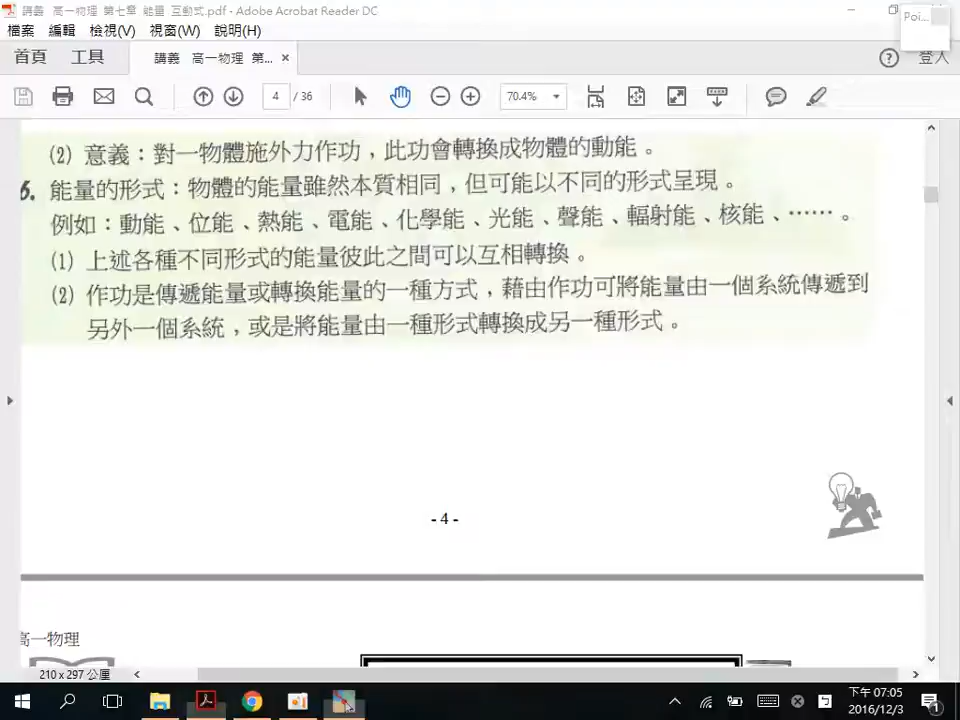 講義 高一物理 第七章 能量 互動式.pdf - Adobe Acrobat Reader DC
Poi...
檔案 編輯 檢視(V) 視窗(W) 說明(H)
首頁 工具 講義 高一物理 第... × ? 登入
4 / 36 70.4%
(2) 意義：對一物體施外力作功，此功會轉換成物體的動能。
6. 能量的形式：物體的能量雖然本質相同，但可能以不同的形式呈現。
例如：動能、位能、熱能、電能、化學能、光能、聲能、輻射能、核能、……。
(1) 上述各種不同形式的能量彼此之間可以互相轉換。
(2) 作功是傳遞能量或轉換能量的一種方式，藉由作功可將能量由一個系統傳遞到
另外一個系統，或是將能量由一種形式轉換成另一種形式。
- 4 -
高一物理
210 x 297 公厘
下午 07:05
2016/12/3
1